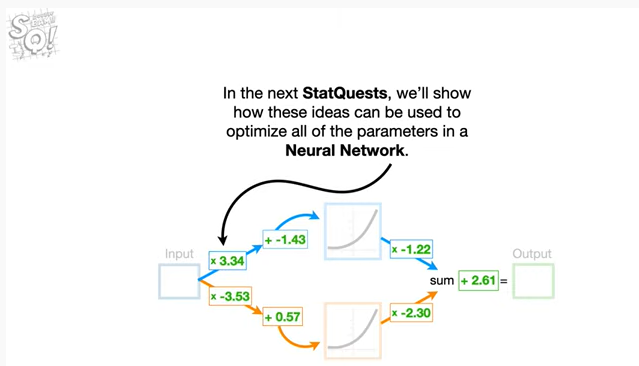 SQ!
In the next StatQuests, we'll show
how these ideas can be used to
optimize all of the parameters in a
Neural Network.
+ -1.43
x -1.22
Input
x 3.34
Output
sum + 2.61 =
x -3.53
+ 0.57
x -2.30